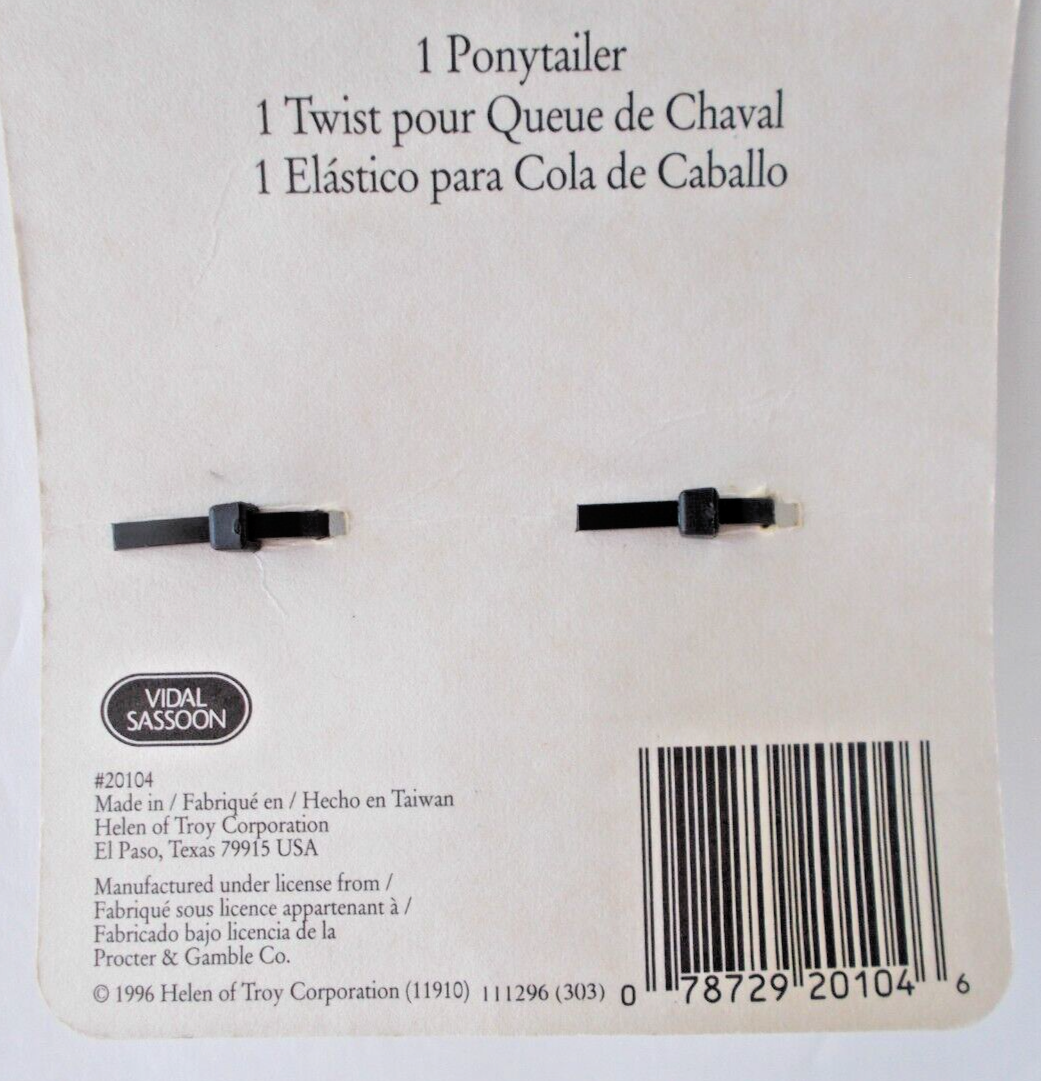 1 Ponytailer
1 Twist pour Queue de Chaval
1 Elástico para Cola de Caballo
VIDAL
SASSOON
#20104
Made in / Fabriqué en / Hecho en Taiwan
Helen of Troy Corporation
El Paso, Texas 79915 USA
Manufactured under license from /
Fabriqué sous licence appartenant à /
Fabricado bajo licencia de la
Procter & Gamble Co.
© 1996 Helen of Troy Corporation (11910) 111296 (303)
0 78729 20104 6